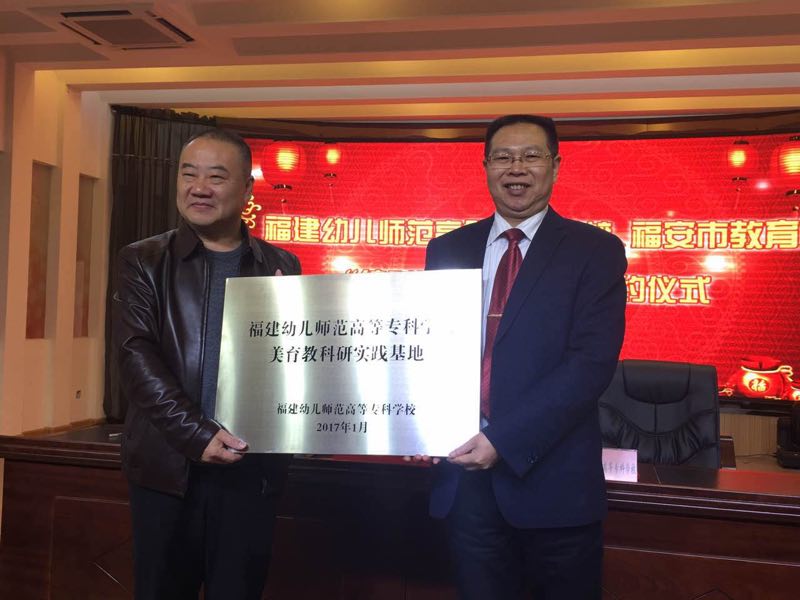 福建幼儿师范高 福安市教育
约仪式
福建幼儿师范高等专科学
美育教科研实践基地
福建幼儿师范高等专科学校
2017年1月
福